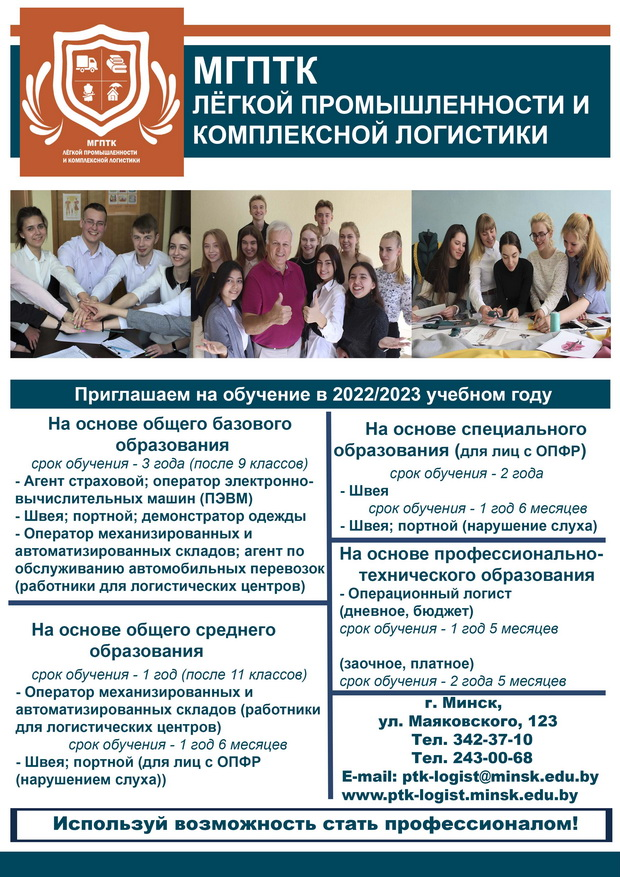 МГПТК
ЛЁГКОЙ ПРОМЫШЛЕННОСТИ
И КОМПЛЕКСНОЙ ЛОГИСТИКИ
МГПТК
ЛЁГКОЙ ПРОМЫШЛЕННОСТИ И
КОМПЛЕКСНОЙ ЛОГИСТИКИ
Приглашаем на обучение в 2022/2023 учебном году
На основе общего базового
образования
срок обучения - 3 года (после 9 классов)
- Агент страховой; оператор электронно-
вычислительных машин (ПЭВМ)
- Швея; портной; демонстратор одежды
- Оператор механизированных и
автоматизированных складов; агент по
обслуживанию автомобильных перевозок
(работники для логистических центров)
На основе общего среднего
образования
срок обучения - 1 год (после 11 классов)
- Оператор механизированных и
автоматизированных складов (работники
для логистических центров)
срок обучения - 1 год 6 месяцев
- Швея; портной (для лиц с ОПФР
(нарушением слуха))
На основе специального
образования (для лиц с ОПФР)
срок обучения - 2 года
- Швея
срок обучения - 1 год 6 месяцев
- Швея; портной (нарушение слуха)
На основе профессионально-
технического образования
- Операционный логист
(дневное, бюджет)
срок обучения - 1 год 5 месяцев
(заочное, платное)
срок обучения - 2 года 5 месяцев
г. Минск,
ул. Маяковского, 123
Тел. 342-37-10
Тел. 243-00-68
E-mail: ptk-logist@minsk.edu.by
www.ptk-logist.minsk.edu.by
Используй возможность стать профессионалом!